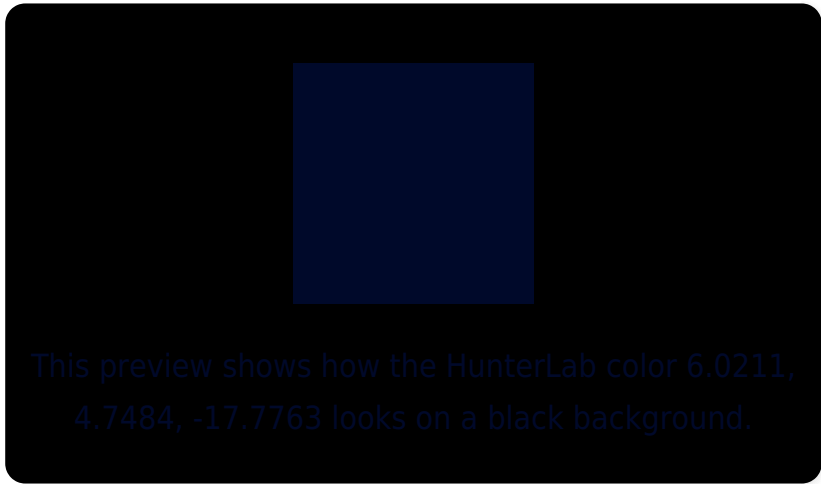 This preview shows how the HunterLab color 6.0211,
4.7484, -17.7763 looks on a black background.